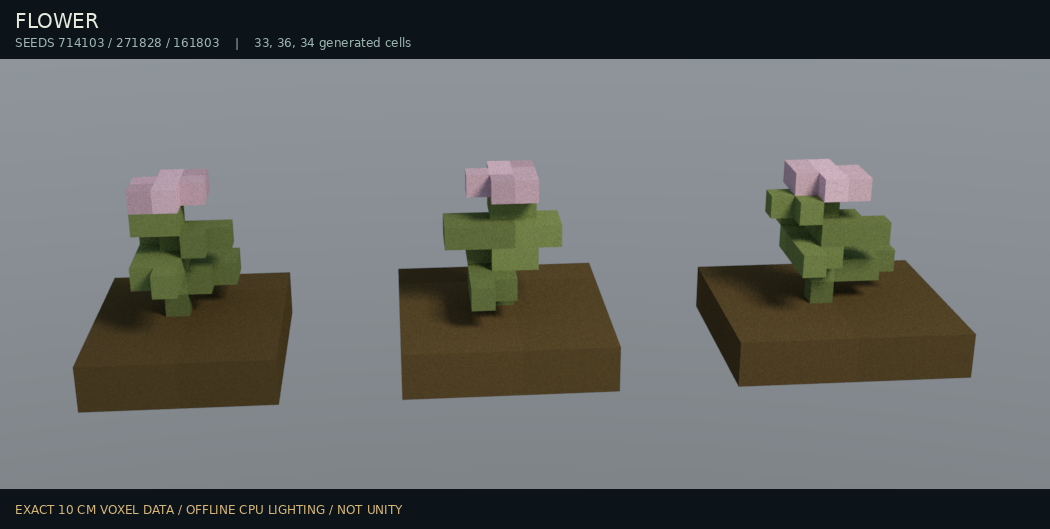 FLOWER
SEEDS 714103 / 271828 / 161803 | 33, 36, 34 generated cells
EXACT 10 CM VOXEL DATA / OFFLINE CPU LIGHTING / NOT UNITY